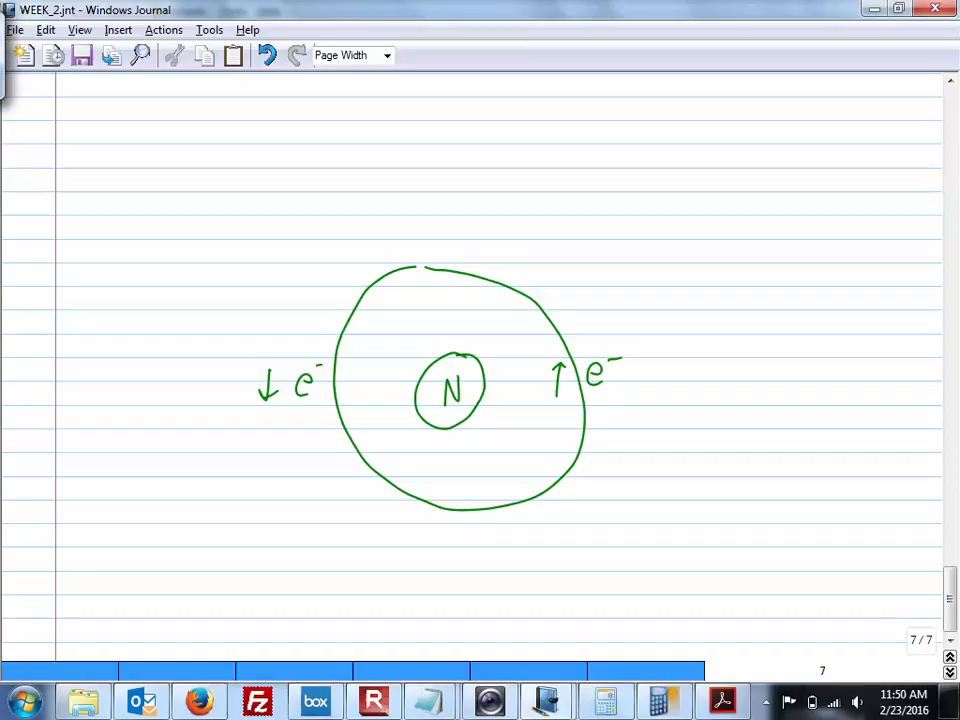 WEEK_2.jnt - Windows Journal
File Edit View Insert Actions Tools Help
Page Width
↓ e⁻ N ↑ e⁻
7 / 7
7
box
R
11:50 AM
2/23/2016